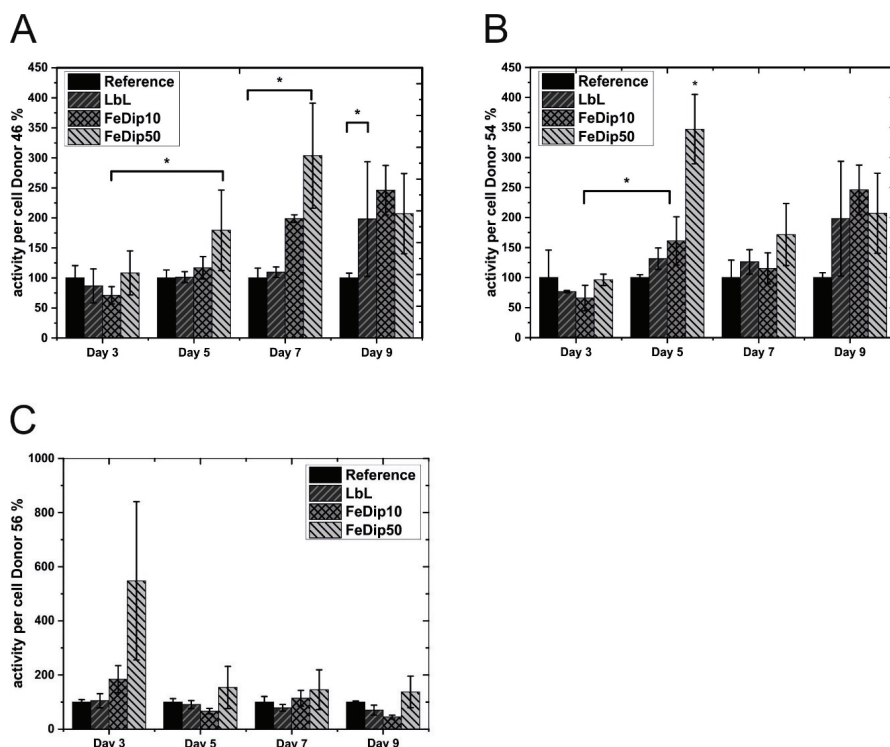 A
activity per cell Donor 46 %
450
400
350
300
250
200
150
100
50
0
Reference
LbL
FeDip10
FeDip50
*
*
*
Day 3 Day 5 Day 7 Day 9
B
activity per cell Donor 54 %
450
400
350
300
250
200
150
100
50
0
Reference
LbL
FeDip10
FeDip50
*
*
Day 3 Day 5 Day 7 Day 9
C
activity per cell Donor 56 %
1000
800
600
400
200
0
Reference
LbL
FeDip10
FeDip50
Day 3 Day 5 Day 7 Day 9